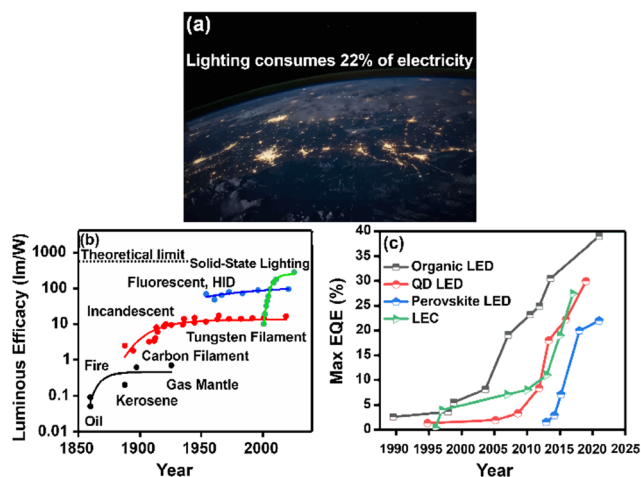 (a)
Lighting consumes 22% of electricity
(b)
Luminous Efficacy (lm/W)
1000
100
10
1
0.1
0.01
Theoretical limit
Solid-State Lighting
Fluorescent, HID
Incandescent
Tungsten Filament
Carbon Filament
Fire
Gas Mantle
Kerosene
Oil
1850
1900
1950
2000
Year
(c)
Max EQE (%)
40
35
30
25
20
15
10
5
0
Organic LED
QD LED
Perovskite LED
LEC
1990
1995
2000
2005
2010
2015
2020
2025
Year